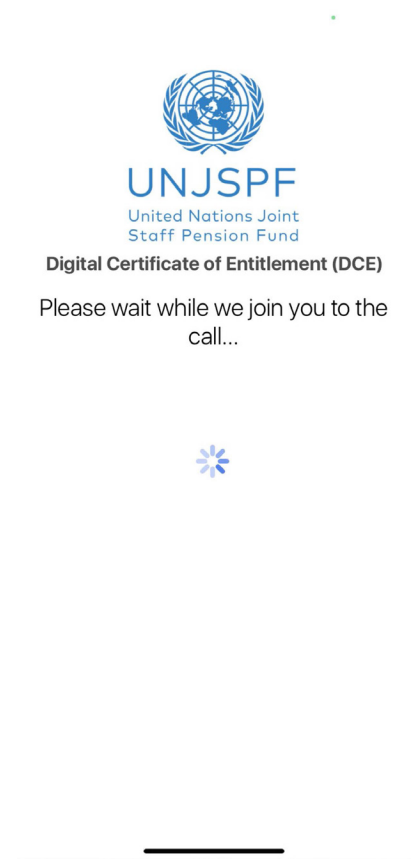 UNJSPF
United Nations Joint
Staff Pension Fund
Digital Certificate of Entitlement (DCE)
Please wait while we join you to the
call...